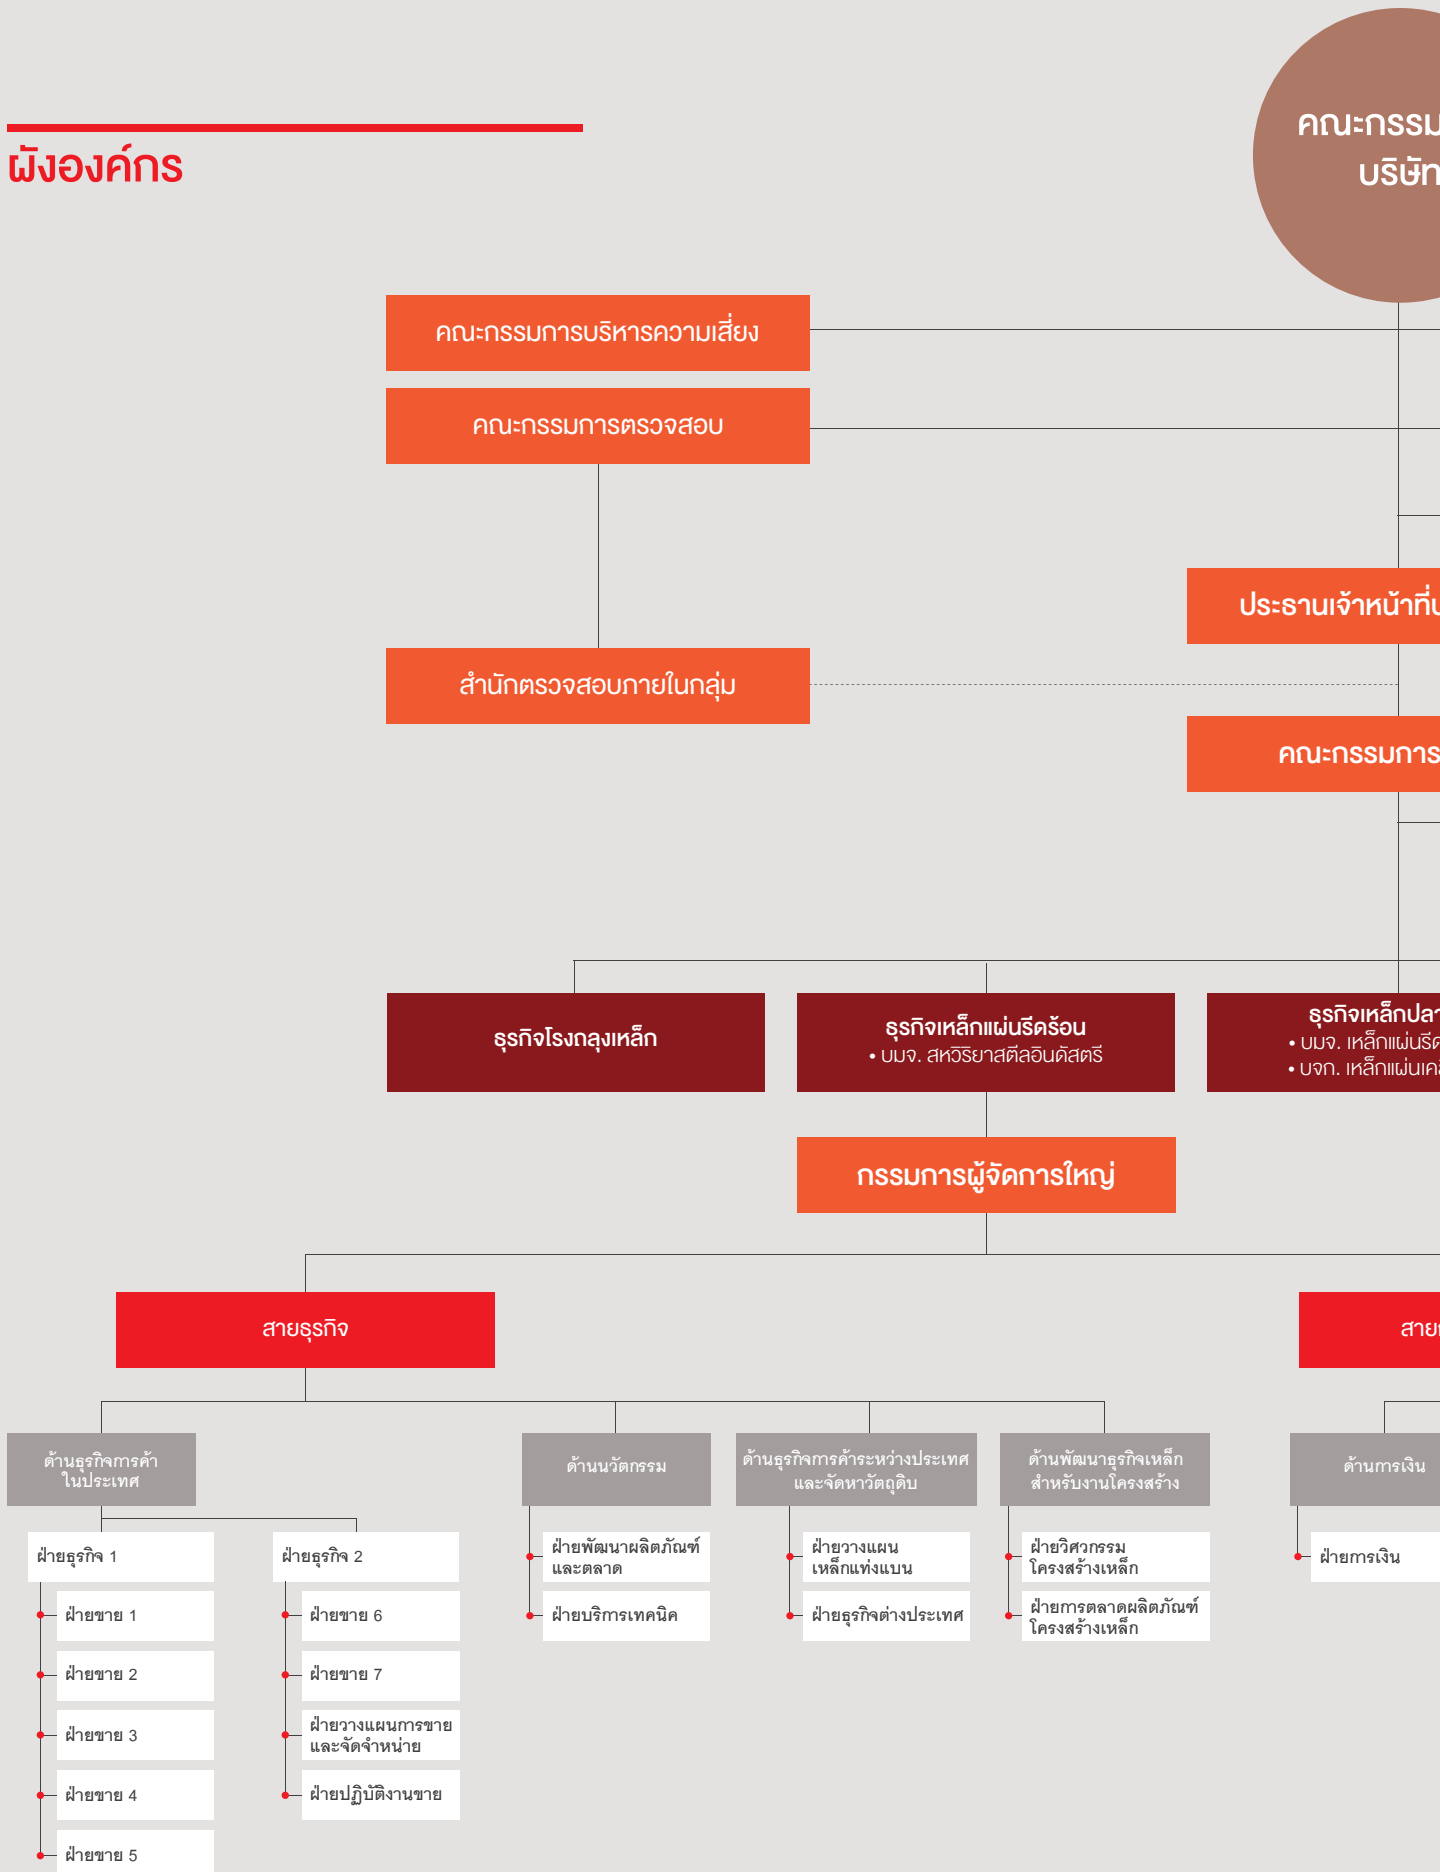 คณะกรรม
บริษัท
ผังองค์กร
คณะกรรมการบริหารความเสี่ยง
คณะกรรมการตรวจสอบ
ประธานเจ้าหน้าที่
สำนักตรวจสอบภายในกลุ่ม
คณะกรรมการ
ธุรกิจโรงถลุงเหล็ก
ธุรกิจเหล็กแผ่นรีดร้อน
• บมจ. สหวิริยาสตีลอินดัสตรี
ธุรกิจเหล็กปลา
• บมจ. เหล็กแผ่นรีด
• บจก. เหล็กแผ่นเค
กรรมการผู้จัดการใหญ่
สายธุรกิจ
สาย
ด้านธุรกิจการค้า
ในประเทศ
ด้านนวัตกรรม
ด้านธุรกิจการค้าระหว่างประเทศ
และจัดหาวัตถุดิบ
ด้านพัฒนาธุรกิจเหล็ก
สำหรับงานโครงสร้าง
ด้านการเงิน
ฝ่ายธุรกิจ 1
ฝ่ายขาย 1
ฝ่ายขาย 2
ฝ่ายขาย 3
ฝ่ายขาย 4
ฝ่ายขาย 5
ฝ่ายธุรกิจ 2
ฝ่ายขาย 6
ฝ่ายขาย 7
ฝ่ายวางแผนการขาย
และจัดจำหน่าย
ฝ่ายปฏิบัติงานขาย
ฝ่ายพัฒนาผลิตภัณฑ์
และตลาด
ฝ่ายบริการเทคนิค
ฝ่ายวางแผน
เหล็กแท่งแบน
ฝ่ายธุรกิจต่างประเทศ
ฝ่ายวิศวกรรม
โครงสร้างเหล็ก
ฝ่ายการตลาดผลิตภัณฑ์
โครงสร้างเหล็ก
ฝ่ายการเงิน